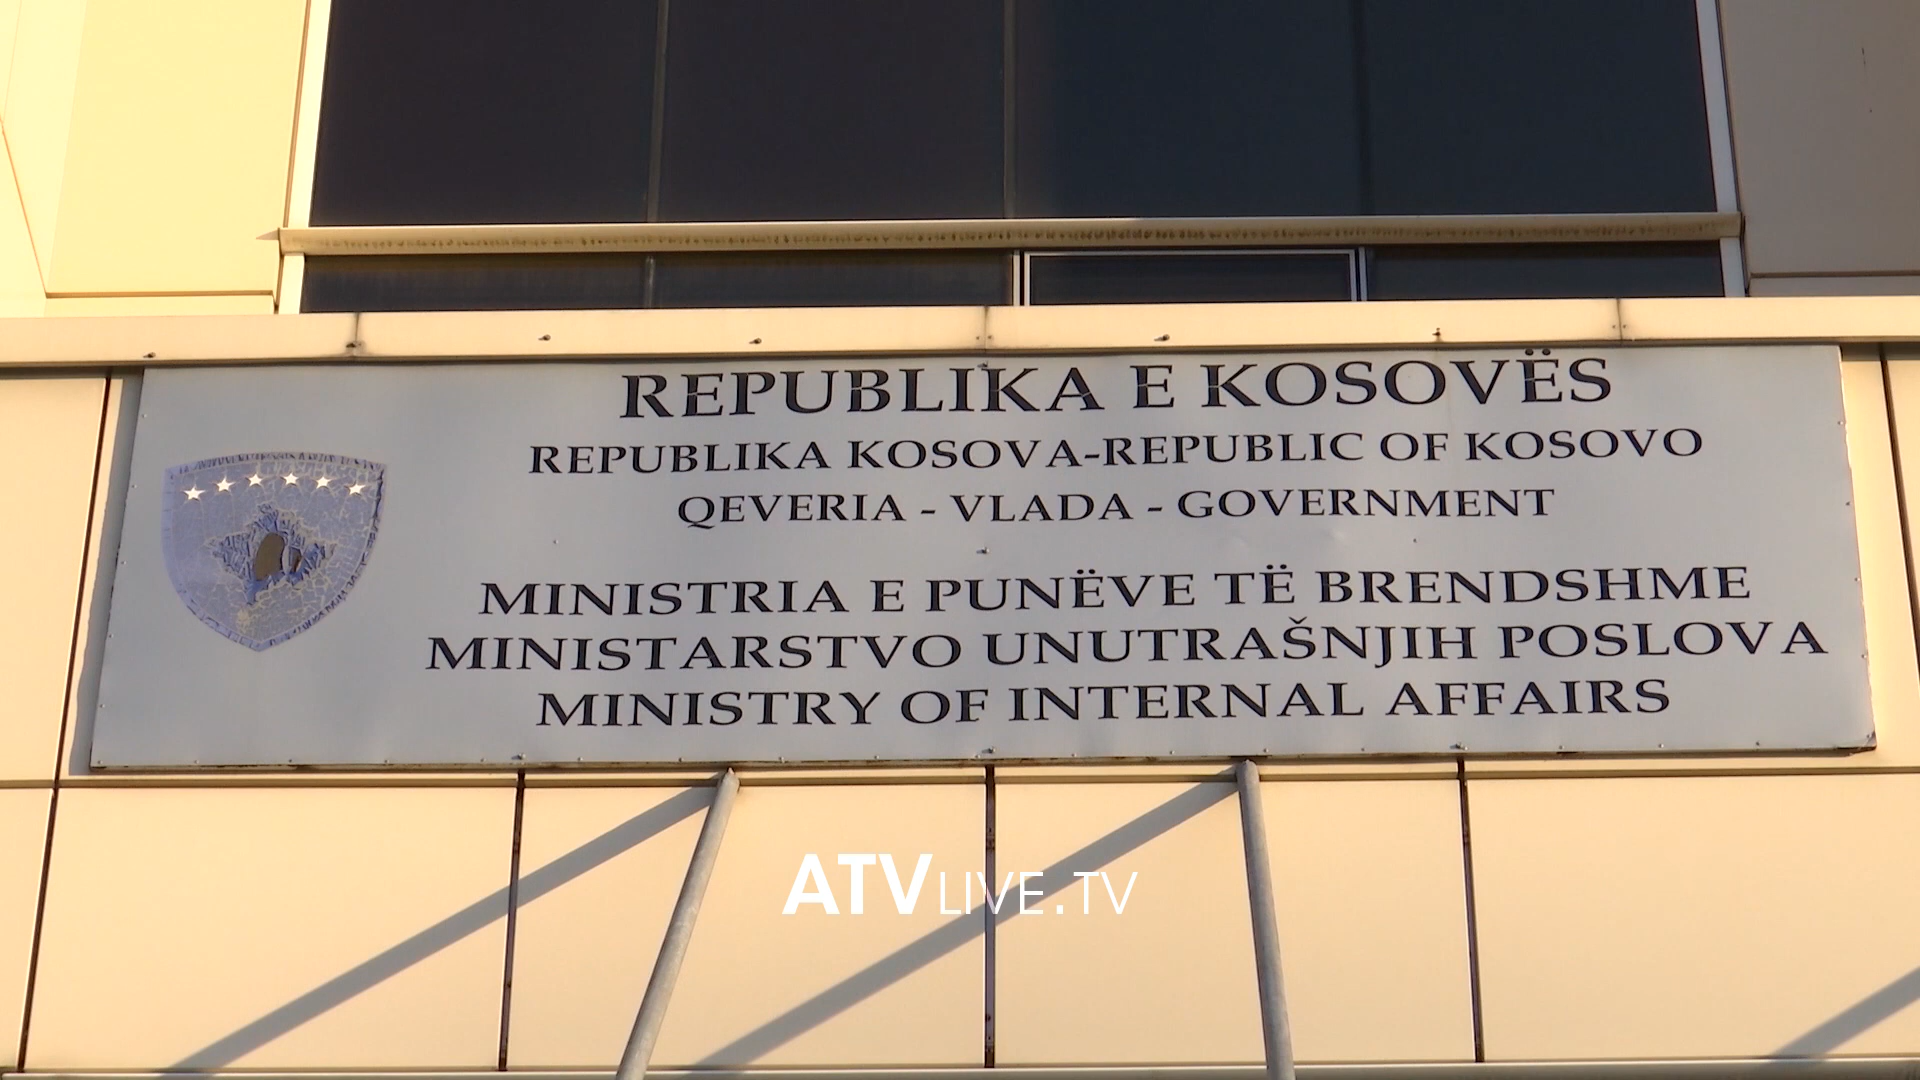 REPUBLIKA E KOSOVËS
REPUBLIKA KOSOVA-REPUBLIC OF KOSOVO
QEVERIA - VLADA - GOVERNMENT
MINISTRIA E PUNËVE TË BRENDSHME
MINISTARSTVO UNUTRAŠNJIH POSLOVA
MINISTRY OF INTERNAL AFFAIRS
ATVLIVE.TV